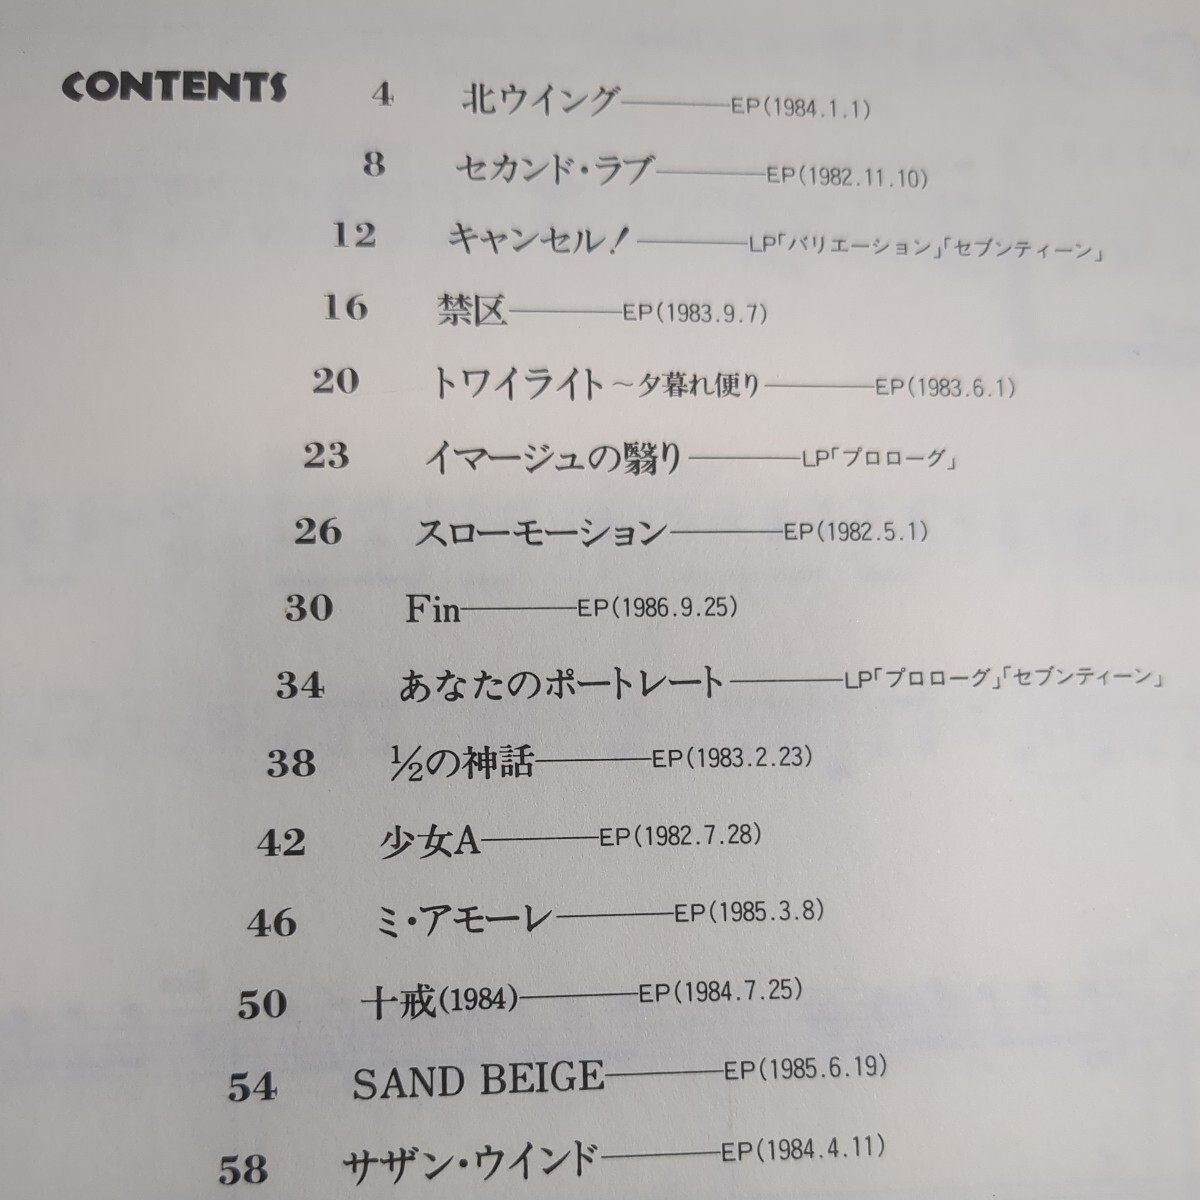 CONTENTS
4 北ウイング EP(1984.1.1)
8 セカンド・ラブ EP(1982.11.10)
12 キャンセル! LP「バリエーション」「セブンティーン」
16 禁区 EP(1983.9.7)
20 トワイライト～夕暮れ便り EP(1983.6.1)
23 イマージュの翳り LP「プロローグ」
26 スローモーション EP(1982.5.1)
30 Fin EP(1986.9.25)
34 あなたのポートレート LP「プロローグ」「セブンティーン」
38 ½の神話 EP(1983.2.23)
42 少女A EP(1982.7.28)
46 ミ・アモーレ EP(1985.3.8)
50 十戒(1984) EP(1984.7.25)
54 SAND BEIGE EP(1985.6.19)
58 サザン・ウインド EP(1984.4.11)